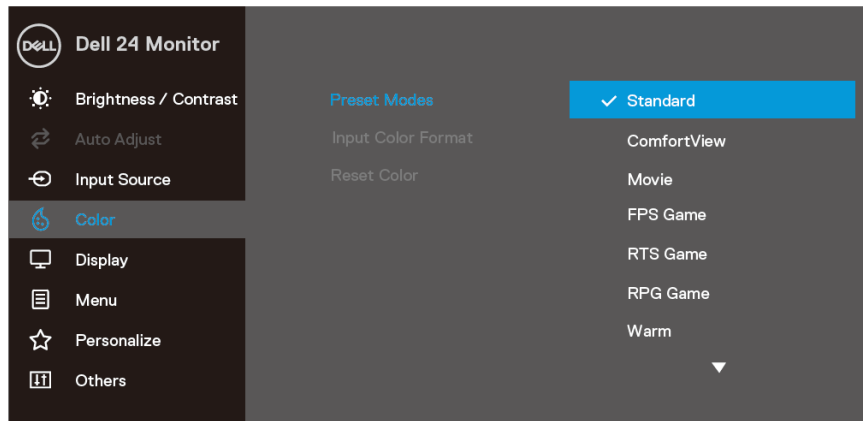 DELL Dell 24 Monitor
Brightness / Contrast
Auto Adjust
Input Source
Color
Display
Menu
Personalize
Others
Preset Modes
Input Color Format
Reset Color
Standard
ComfortView
Movie
FPS Game
RTS Game
RPG Game
Warm